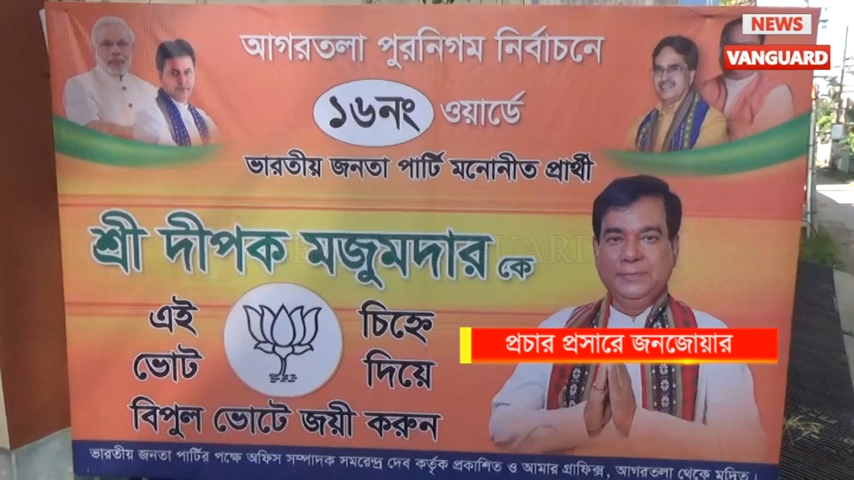 NEWS
VANGUARD
আগরতলা পুরনিগম নির্বাচনে
১৬নং ওয়ার্ডে
ভারতীয় জনতা পার্টি মনোনীত প্রার্থী
শ্রী দীপক মজুমদার কে
এই চিহ্নে
ভোট দিয়ে
প্রচার প্রসারে জনজোয়ার
বিপুল ভোটে জয়ী করুন
ভারতীয় জনতা পার্টির পক্ষে অফিস সম্পাদক সমরেন্দ্র দেব কর্তৃক প্রকাশিত ও আমার গ্রাফিক্স, আগরতলা থেকে মুদ্রিত।